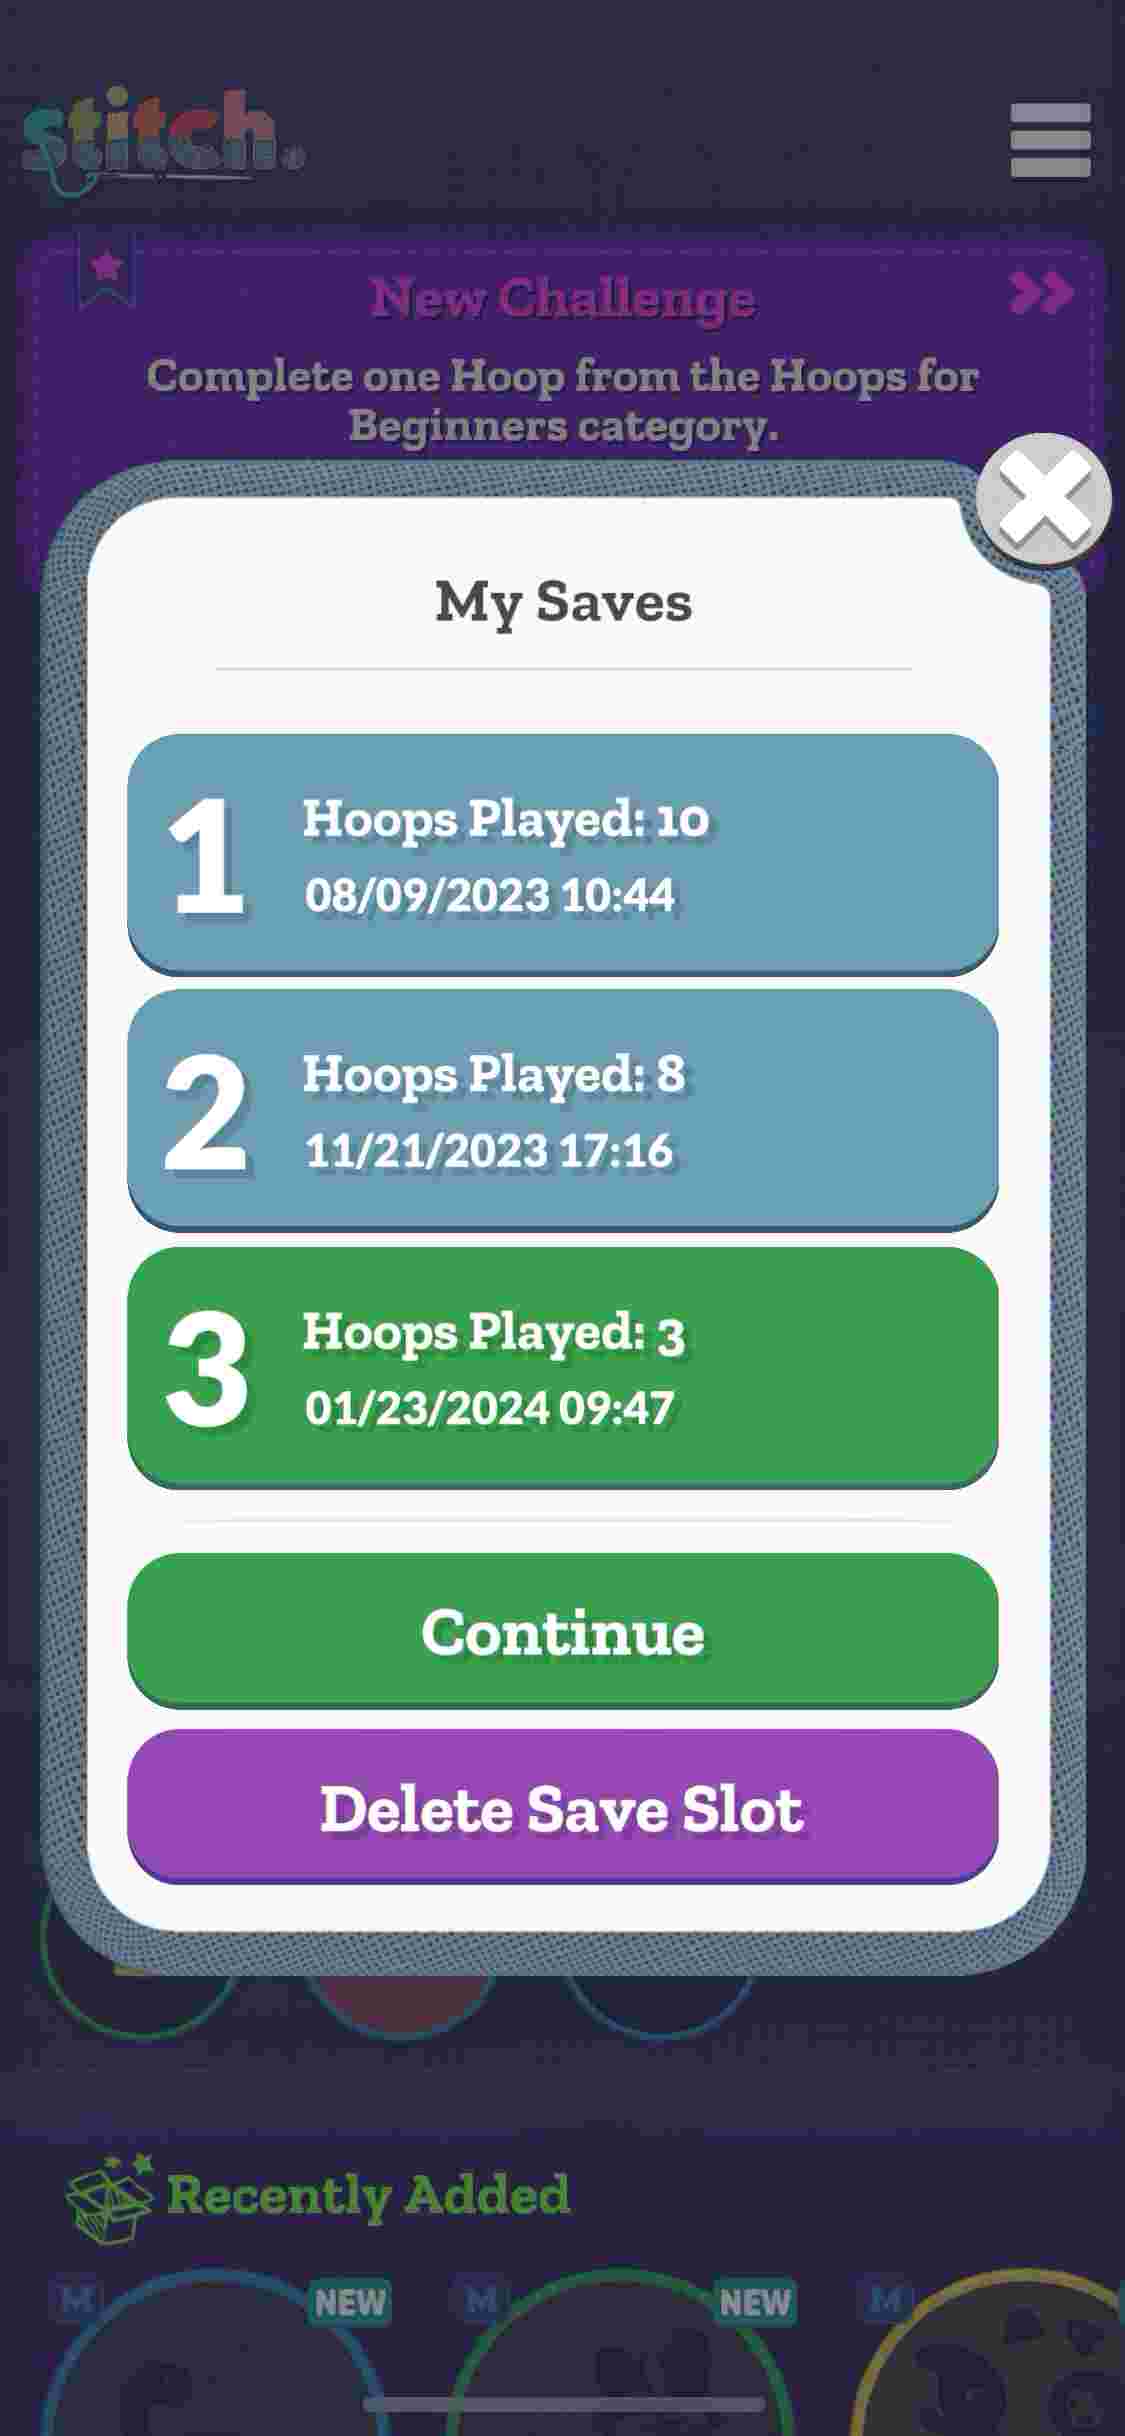 stitch.
New Challenge
Complete one Hoop from the Hoops for
Beginners category.
My Saves
1
Hoops Played: 10
08/09/2023 10:44
2
Hoops Played: 8
11/21/2023 17:16
3
Hoops Played: 3
01/23/2024 09:47
Continue
Delete Save Slot
Recently Added
M NEW M NEW M